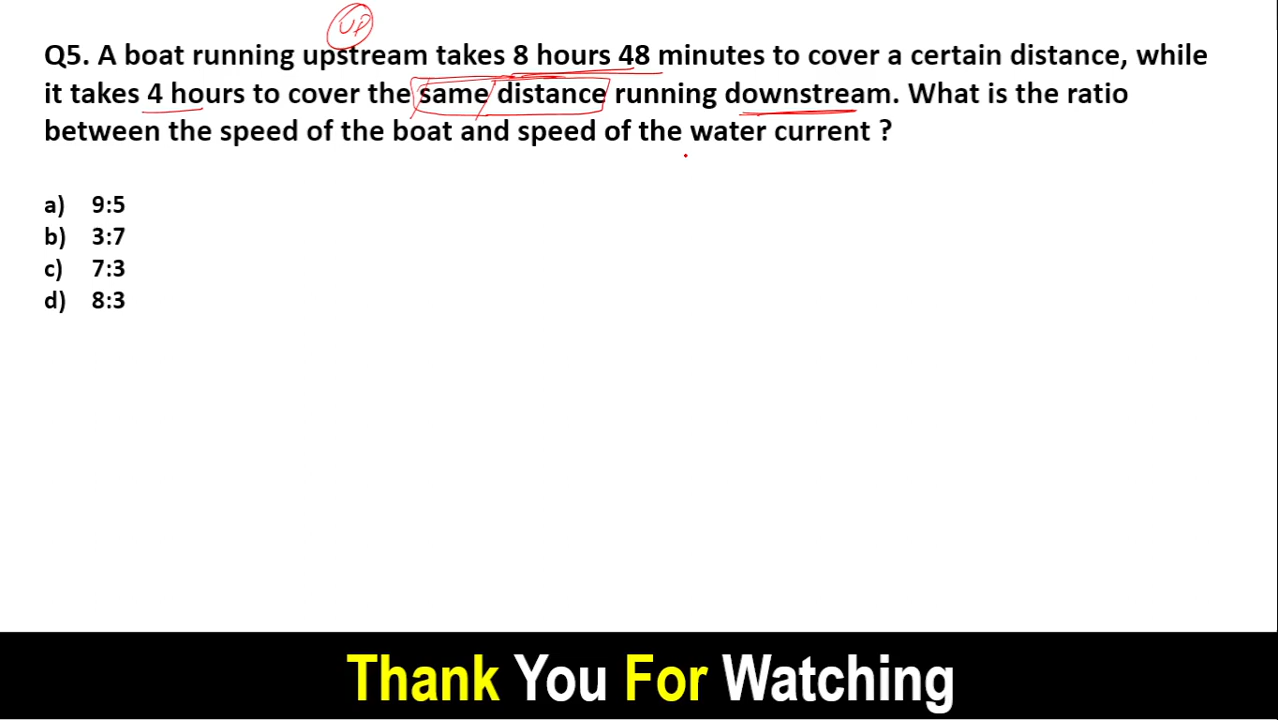 UP
Q5. A boat running upstream takes 8 hours 48 minutes to cover a certain distance, while
it takes 4 hours to cover the same distance running downstream. What is the ratio
between the speed of the boat and speed of the water current ?
a) 9:5
b) 3:7
c) 7:3
d) 8:3
Thank You For Watching